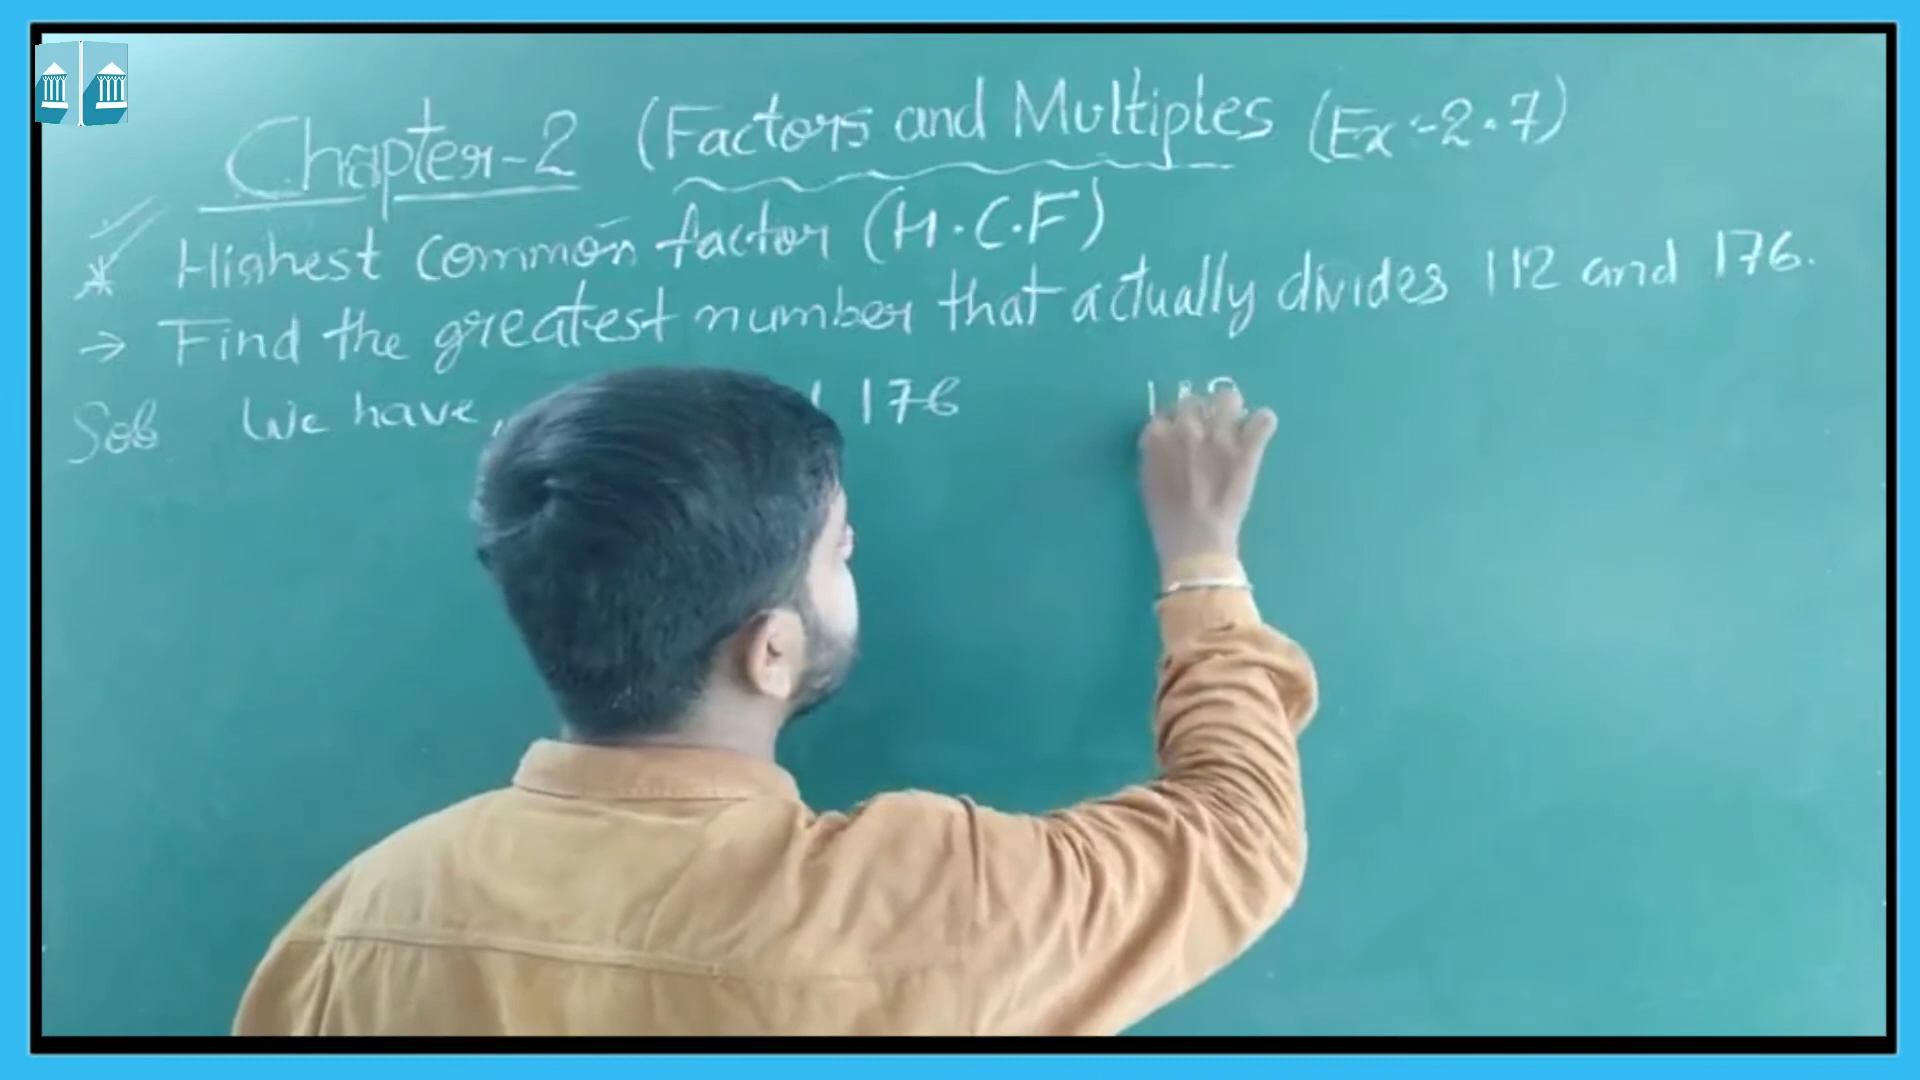 Chapter-2 (Factors and Multiples (Ex:-2.7)
* Highest common factor (H.C.F)
→ Find the greatest number that actually divides 112 and 176.
We have, 176